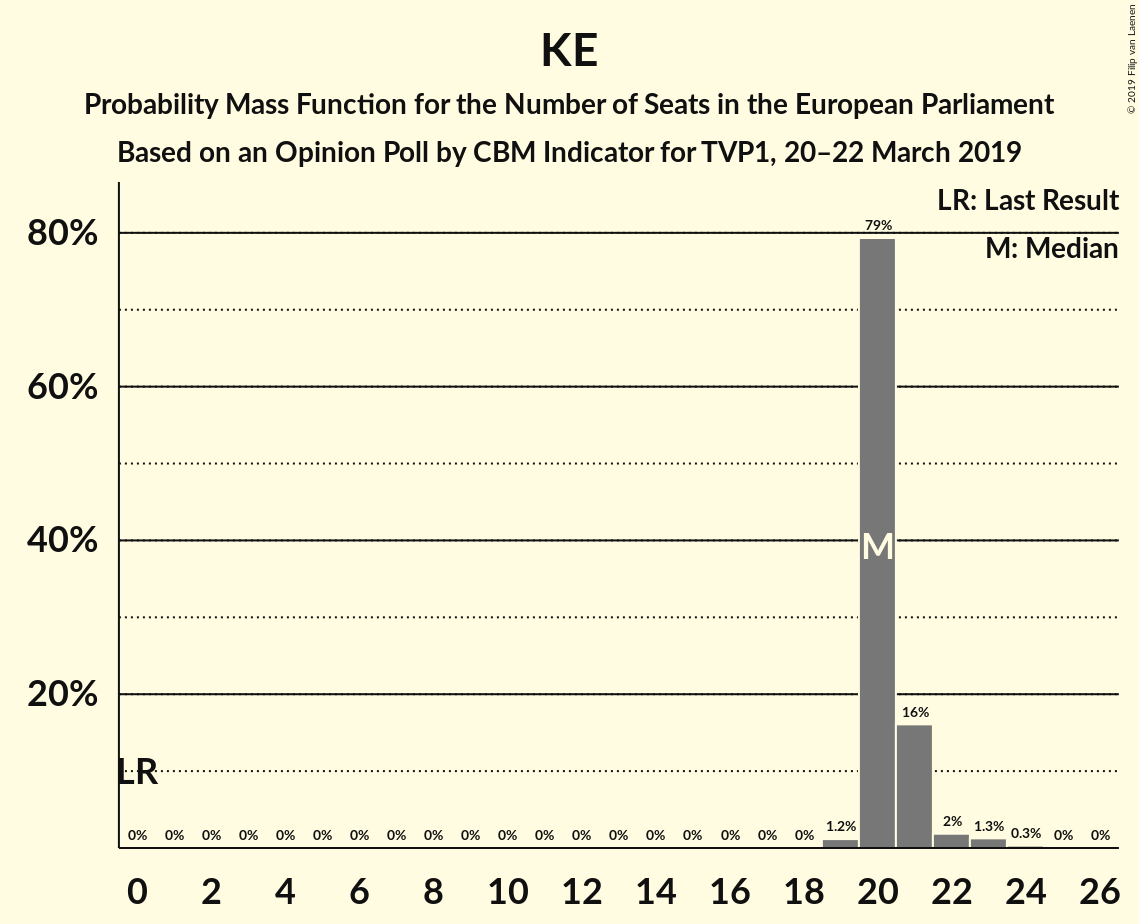 KE
Probability Mass Function for the Number of Seats in the European Parliament
Based on an Opinion Poll by CBM Indicator for TVP1, 20–22 March 2019
© 2019 Filip van Laenen
LR: Last Result
M: Median
80%
60%
40%
20%
79%
M
16%
LR
0% 0% 0% 0% 0% 0% 0% 0% 0% 0% 0% 0% 0% 0% 0% 0% 0% 0% 0% 1.2% 2% 1.3% 0.3% 0% 0%
0 2 4 6 8 10 12 14 16 18 20 22 24 26